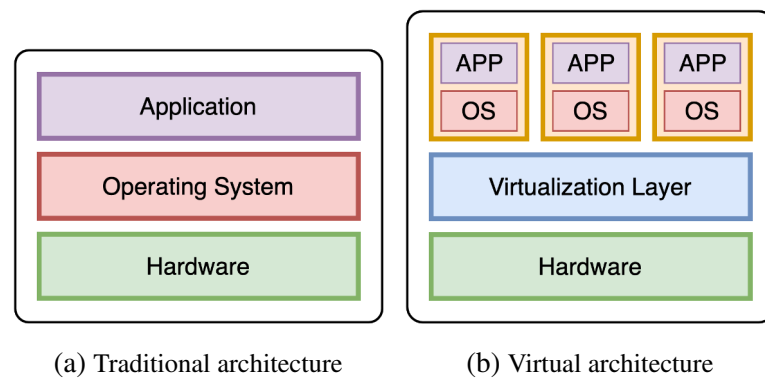 Application
Operating System
Hardware
(a) Traditional architecture
APP APP APP
OS OS OS
Virtualization Layer
Hardware
(b) Virtual architecture